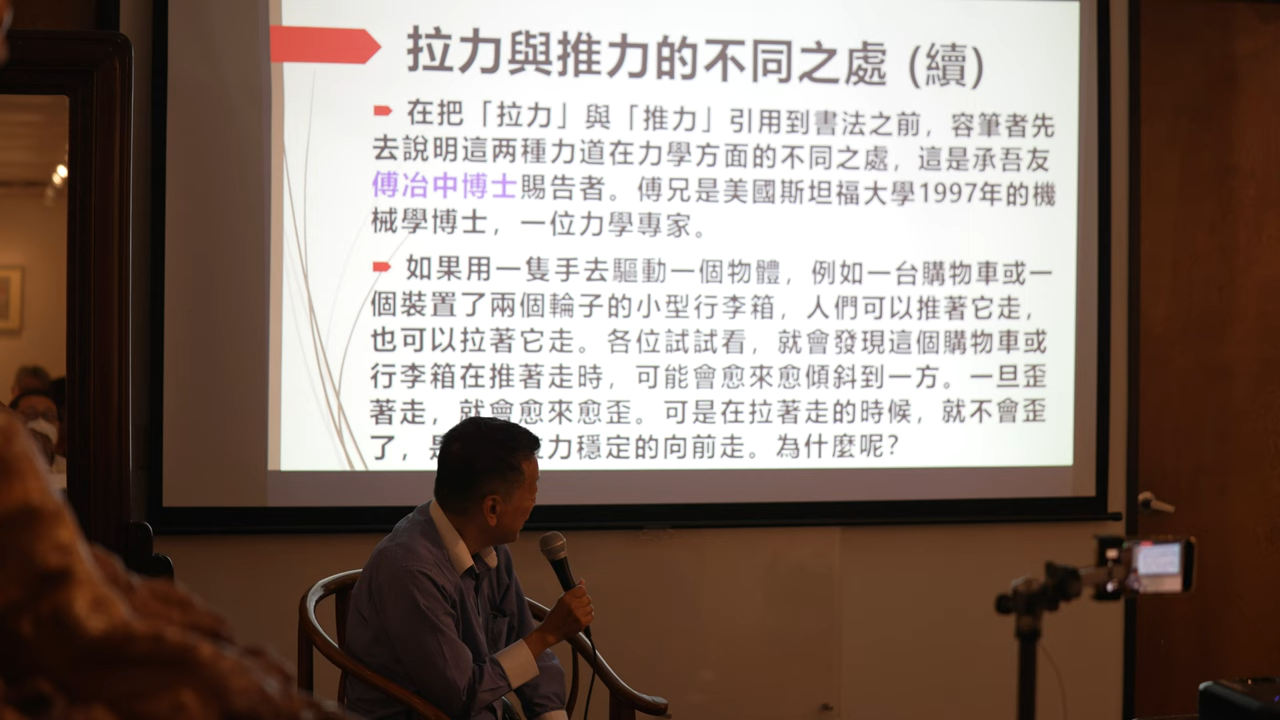 拉力與推力的不同之處 (續)
在把「拉力」與「推力」引用到書法之前，容筆者先
去說明這两种力道在力學方面的不同之處，這是承吾友
傅冶中博士賜告者。傅兄是美國斯坦福大學1997年的機
械學博士，一位力學專家。
如果用一隻手去驅動一個物體，例如一台購物車或一
個裝置了兩個輪子的小型行李箱，人們可以推著它走，
也可以拉著它走。各位試試看，就會發現這個購物車或
行李箱在推著走時，可能會愈來愈傾斜到一方。一旦歪
著走，就會愈來愈歪。可是在拉著走的時候，就不會歪
了，力穩定的向前走。為什麼呢？